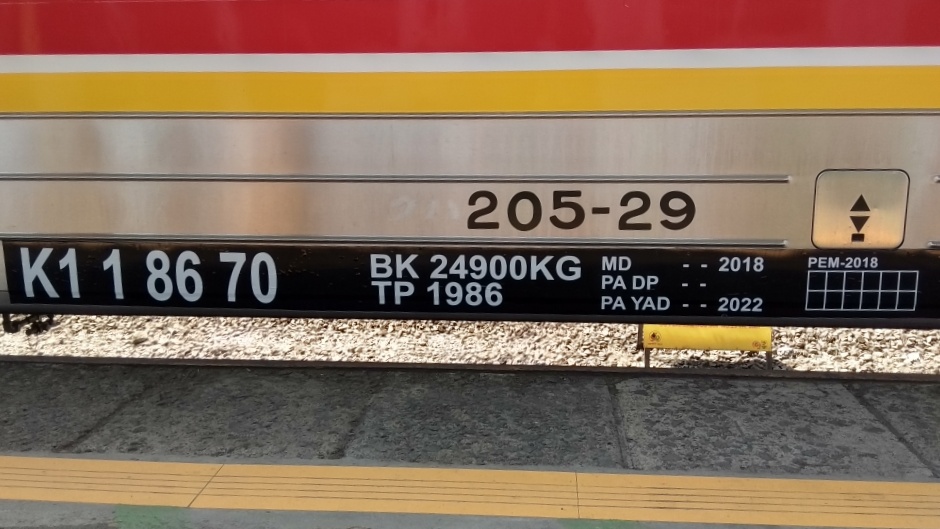 205-29
K1 1 86 70
BK 24900KG
TP 1986
MD - - 2018
PA DP - -
PA YAD - - 2022
PEM-2018